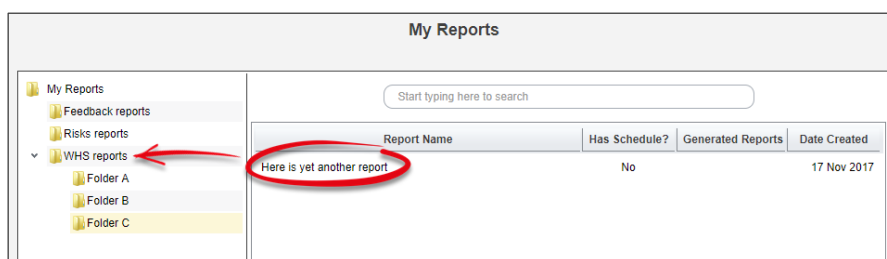 My Reports
My Reports
Feedback reports
Risks reports
WHS reports
Folder A
Folder B
Folder C
Start typing here to search
Report Name Has Schedule? Generated Reports Date Created
Here is yet another report No 17 Nov 2017